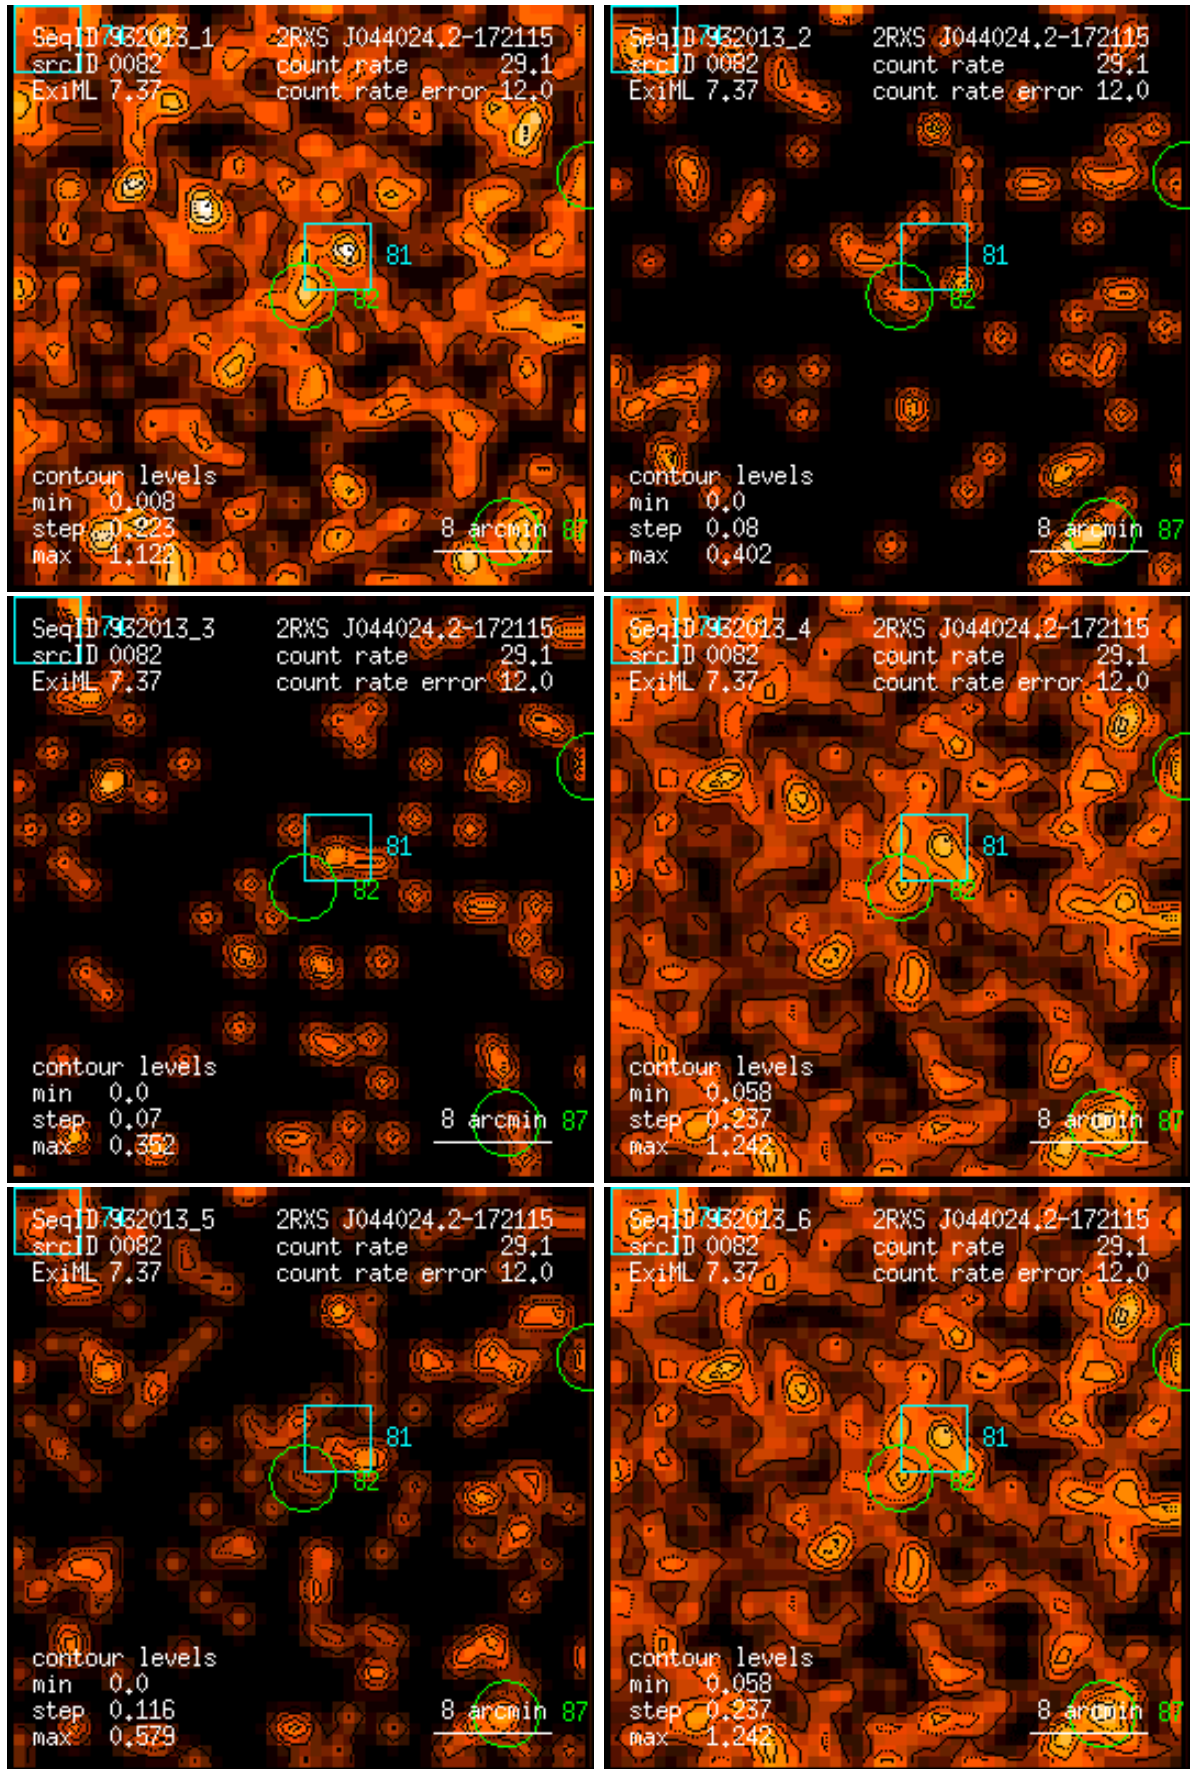 SeqID 932013_1 2RXS J044024.2-172115
srcID 0082 count rate 29.1
ExiML 7.37 count rate error 12.0
81
82
contour levels
min 0.008
step 0.223 8 arcmin 87
max 1.122
SeqID 932013_2 2RXS J044024.2-172115
srcID 0082 count rate 29.1
ExiML 7.37 count rate error 12.0
81
82
contour levels
min 0.0
step 0.08 8 arcmin 87
max 0.402
SeqID 932013_3 2RXS J044024.2-172115
srcID 0082 count rate 29.1
ExiML 7.37 count rate error 12.0
81
82
contour levels
min 0.0
step 0.07 8 arcmin 87
max 0.352
SeqID 932013_4 2RXS J044024.2-172115
srcID 0082 count rate 29.1
ExiML 7.37 count rate error 12.0
81
82
contour levels
min 0.058
step 0.237 8 arcmin 87
max 1.242
SeqID 932013_5 2RXS J044024.2-172115
srcID 0082 count rate 29.1
ExiML 7.37 count rate error 12.0
81
82
contour levels
min 0.0
step 0.116 8 arcmin 87
max 0.579
SeqID 932013_6 2RXS J044024.2-172115
srcID 0082 count rate 29.1
ExiML 7.37 count rate error 12.0
81
82
contour levels
min 0.058
step 0.237 8 arcmin 87
max 1.242